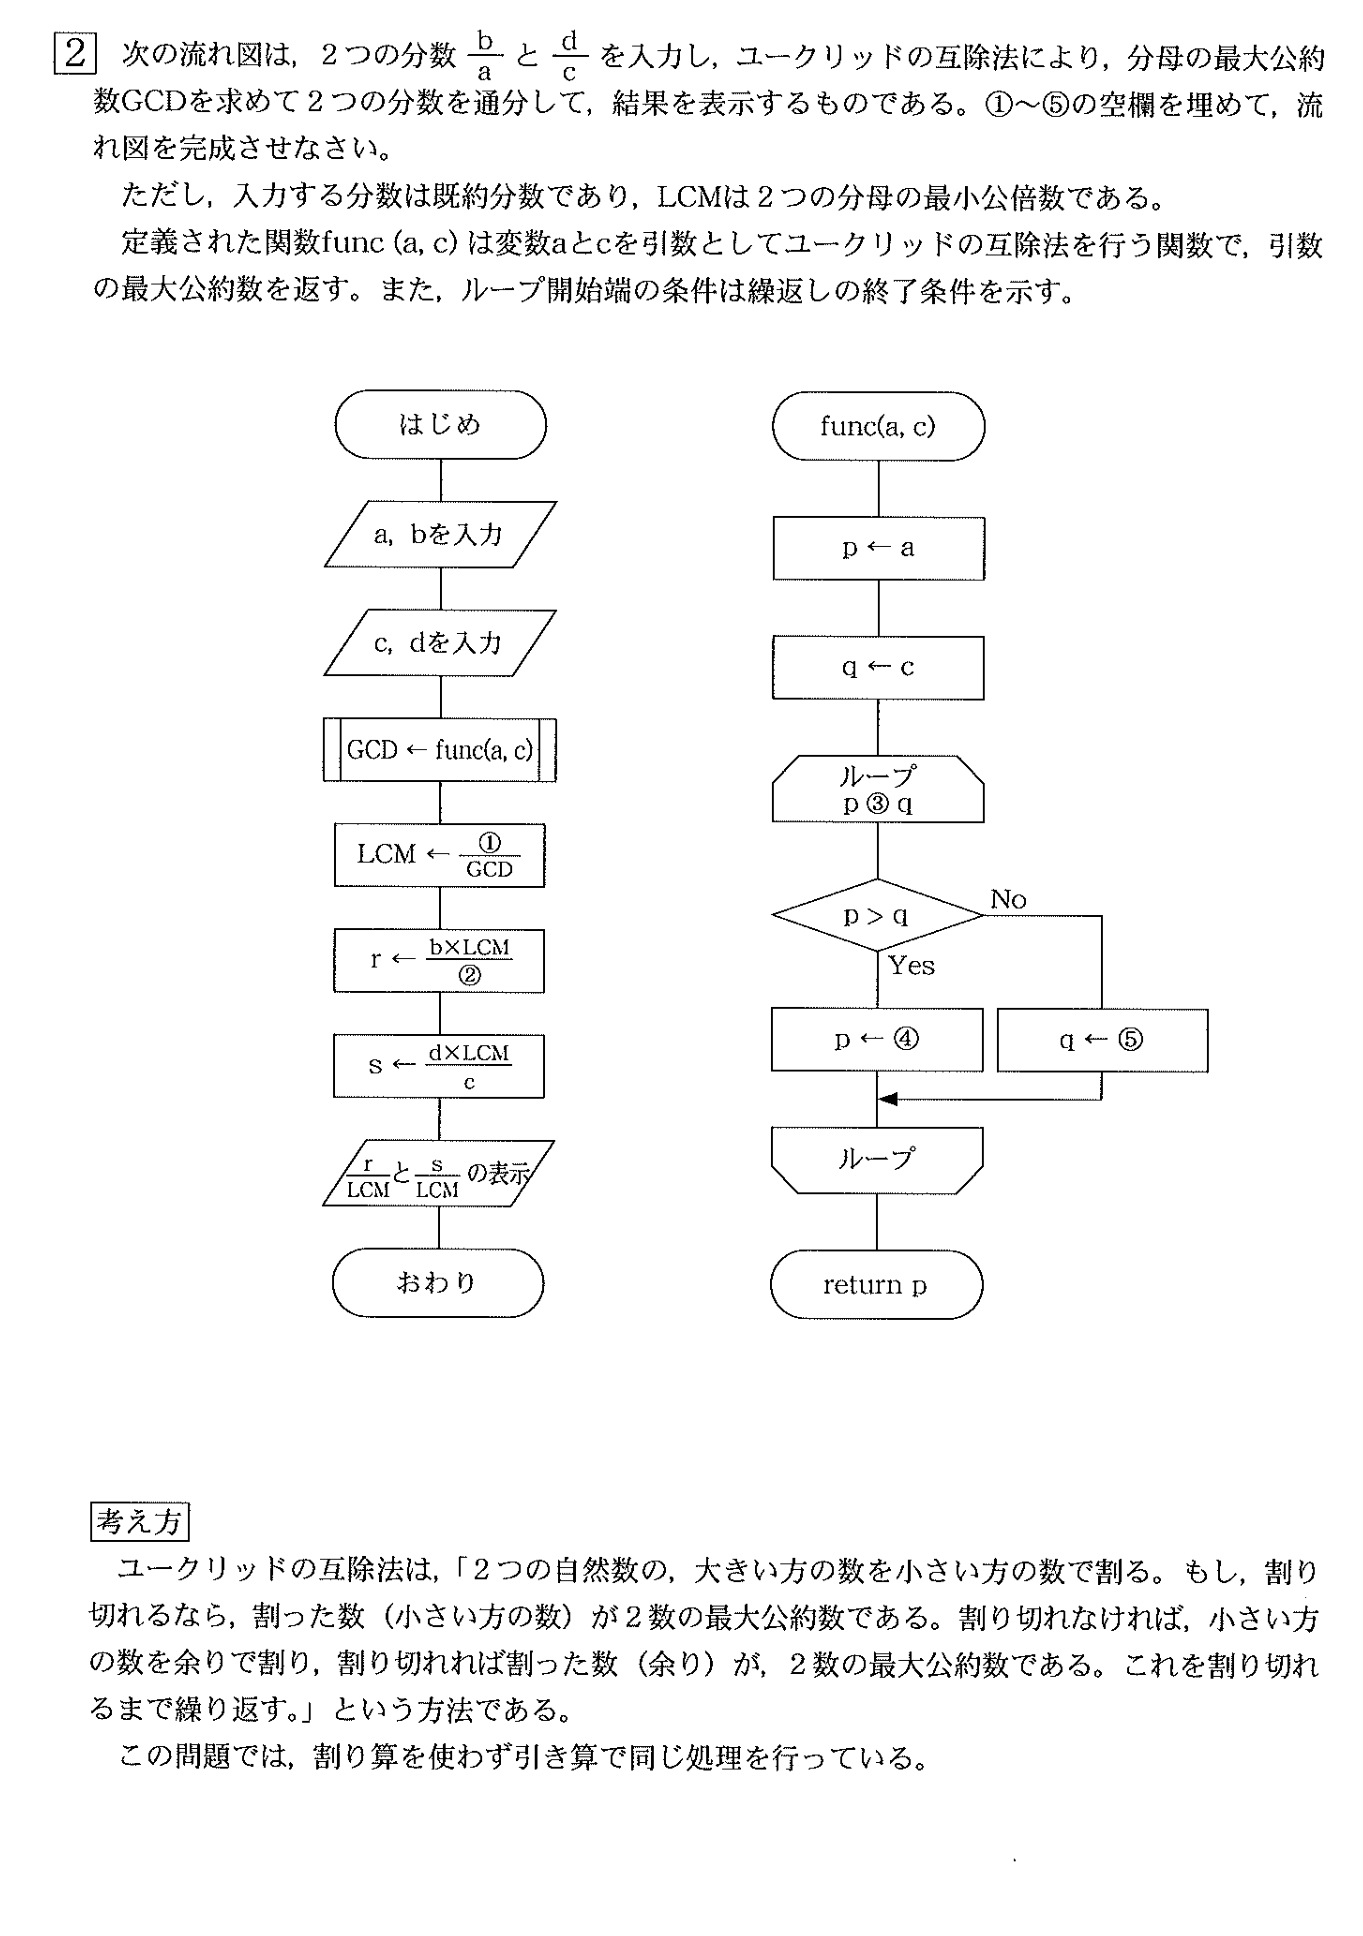 2 次の流れ図は，２つの分数 b/a と d/c を入力し，ユークリッドの互除法により，分母の最大公約
数GCDを求めて２つの分数を通分して，結果を表示するものである。①〜⑤の空欄を埋めて，流
れ図を完成させなさい。
ただし，入力する分数は既約分数であり，LCMは２つの分母の最小公倍数である。
定義された関数func (a, c) は変数aとcを引数としてユークリッドの互除法を行う関数で，引数
の最大公約数を返す。また，ループ開始端の条件は繰返しの終了条件を示す。
はじめ
a, bを入力
c, dを入力
GCD ← func(a, c)
LCM ← ①/GCD
r ← b×LCM/②
s ← d×LCM/c
r/LCM と s/LCM の表示
おわり
func(a, c)
p ← a
q ← c
ループ
p ③ q
p > q
No
Yes
p ← ④
q ← ⑤
ループ
return p
考え方
ユークリッドの互除法は，「２つの自然数の，大きい方の数を小さい方の数で割る。もし，割り
切れるなら，割った数（小さい方の数）が２数の最大公約数である。割り切れなければ，小さい方
の数を余りで割り，割り切れれば割った数（余り）が，２数の最大公約数である。これを割り切れ
るまで繰り返す。」という方法である。
この問題では，割り算を使わず引き算で同じ処理を行っている。